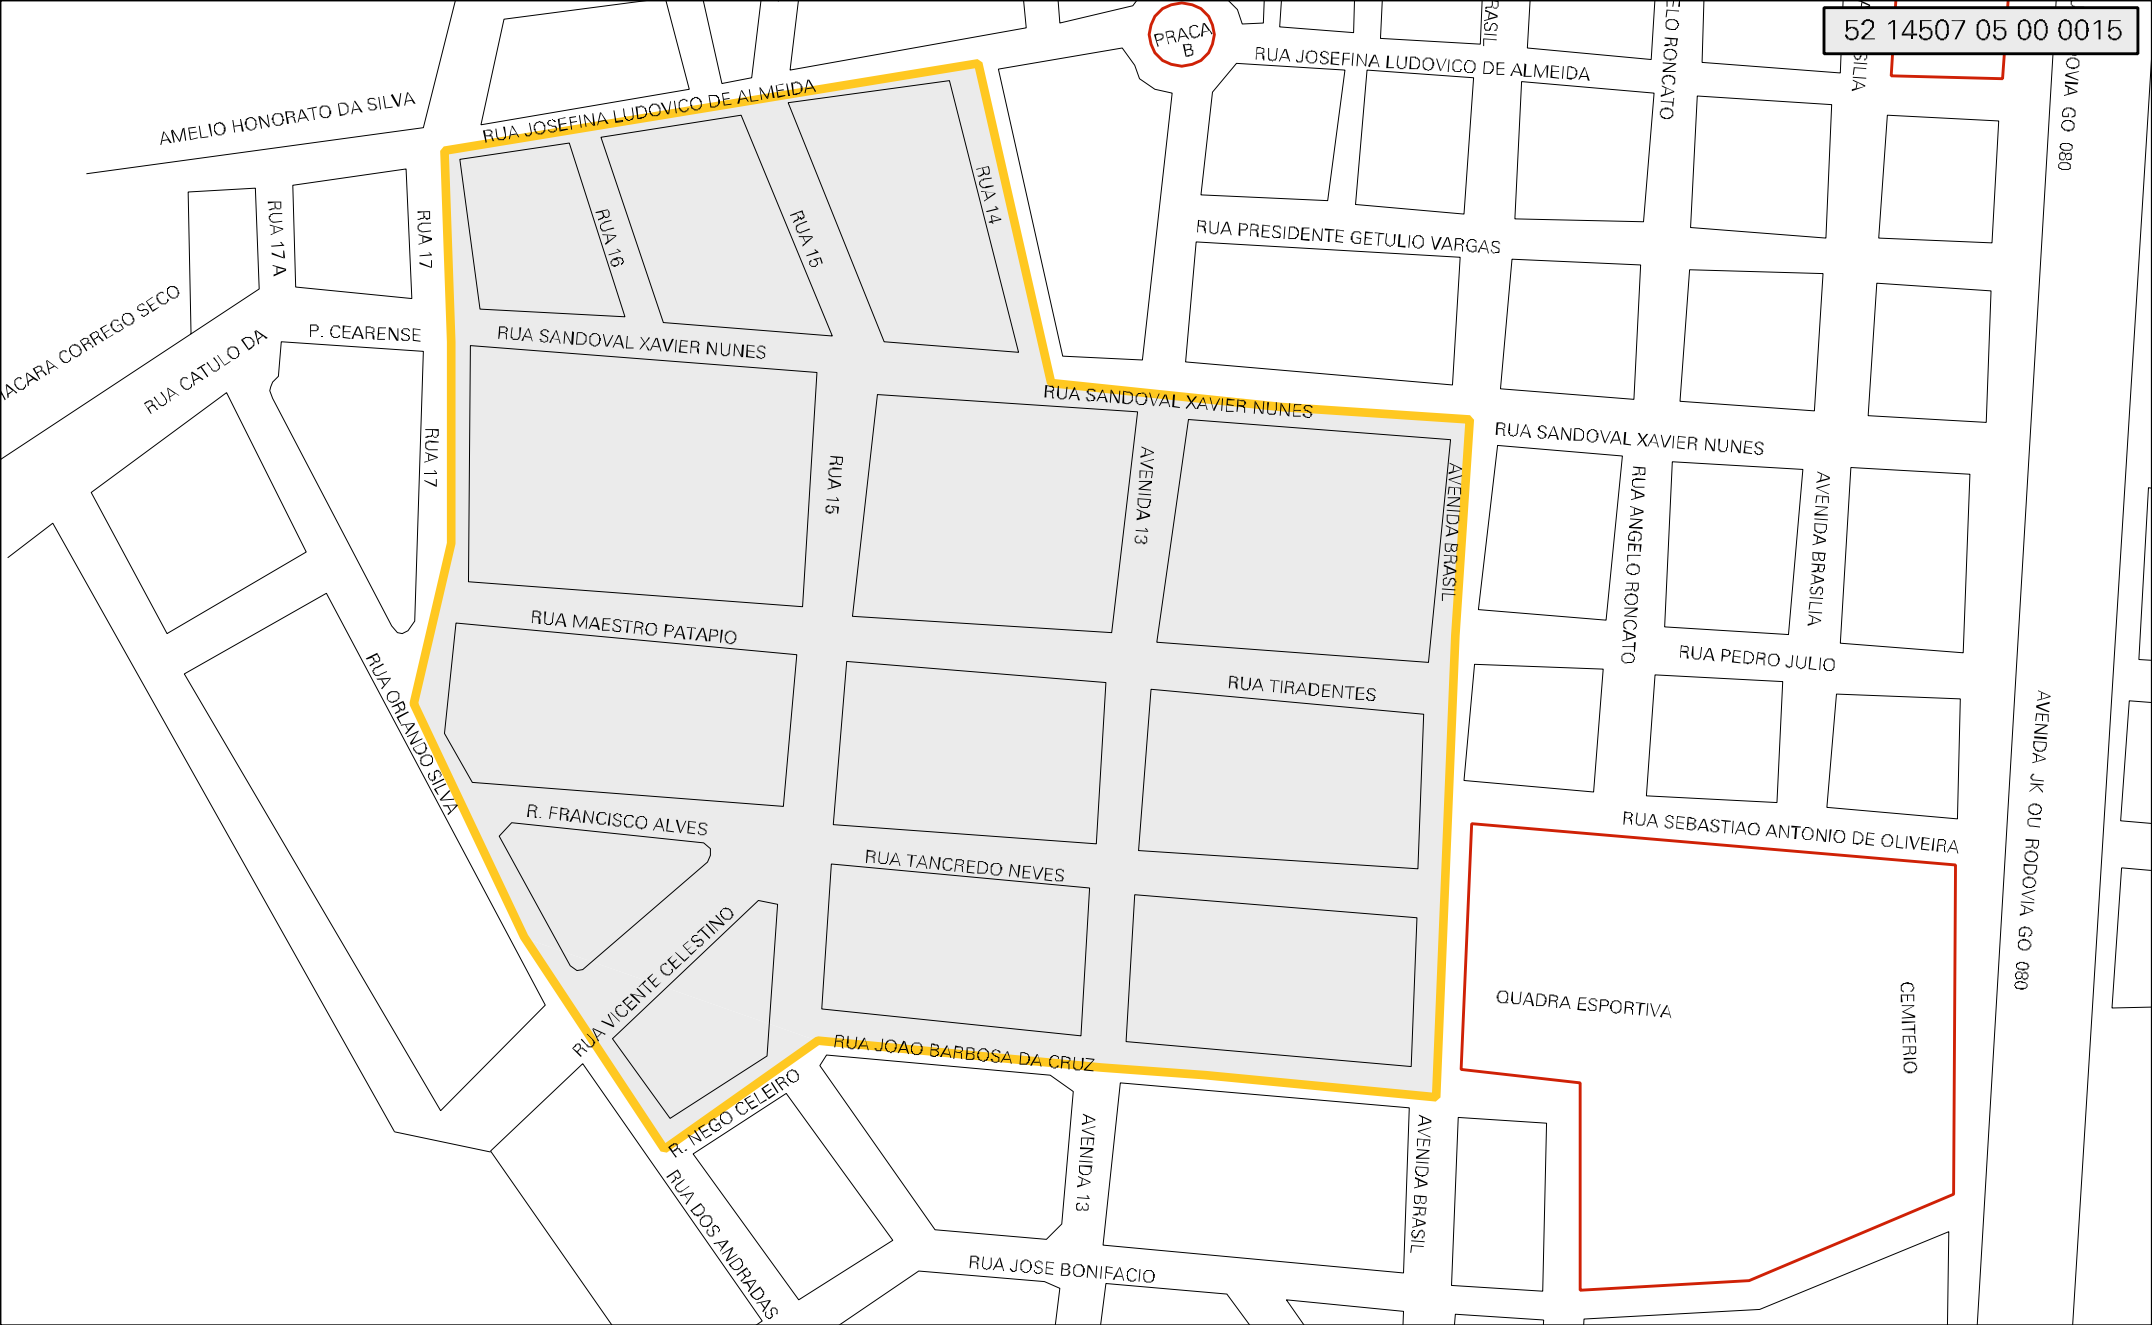 52 14507 05 00 0015
PRACA
B
RUA JOSEFINA LUDOVICO DE ALMEIDA
AMELIO HONORATO DA SILVA
RUA JOSEFINA LUDOVICO DE ALMEIDA
RUA 17 A
RUA 17
RUA 16
RUA 15
RUA 14
RUA PRESIDENTE GETULIO VARGAS
ACARA CORREGO SECO
RUA CATULO DA
P. CEARENSE
RUA SANDOVAL XAVIER NUNES
RUA SANDOVAL XAVIER NUNES
RUA SANDOVAL XAVIER NUNES
RUA 17
RUA 15
AVENIDA 13
AVENIDA BRASIL
RUA ANGELO RONCATO
AVENIDA BRASILIA
ELO RONCATO
RASIL
SILIA
OVIA GO 080
RUA MAESTRO PATAPIO
RUA ORLANDO SILVA
RUA TIRADENTES
RUA PEDRO JULIO
AVENIDA JK OU RODOVIA GO 080
R. FRANCISCO ALVES
RUA SEBASTIAO ANTONIO DE OLIVEIRA
RUA TANCREDO NEVES
RUA VICENTE CELESTINO
QUADRA ESPORTIVA
CEMITERIO
RUA JOAO BARBOSA DA CRUZ
R. NEGO CELEIRO
RUA DOS ANDRADAS
AVENIDA 13
AVENIDA BRASIL
RUA JOSE BONIFACIO